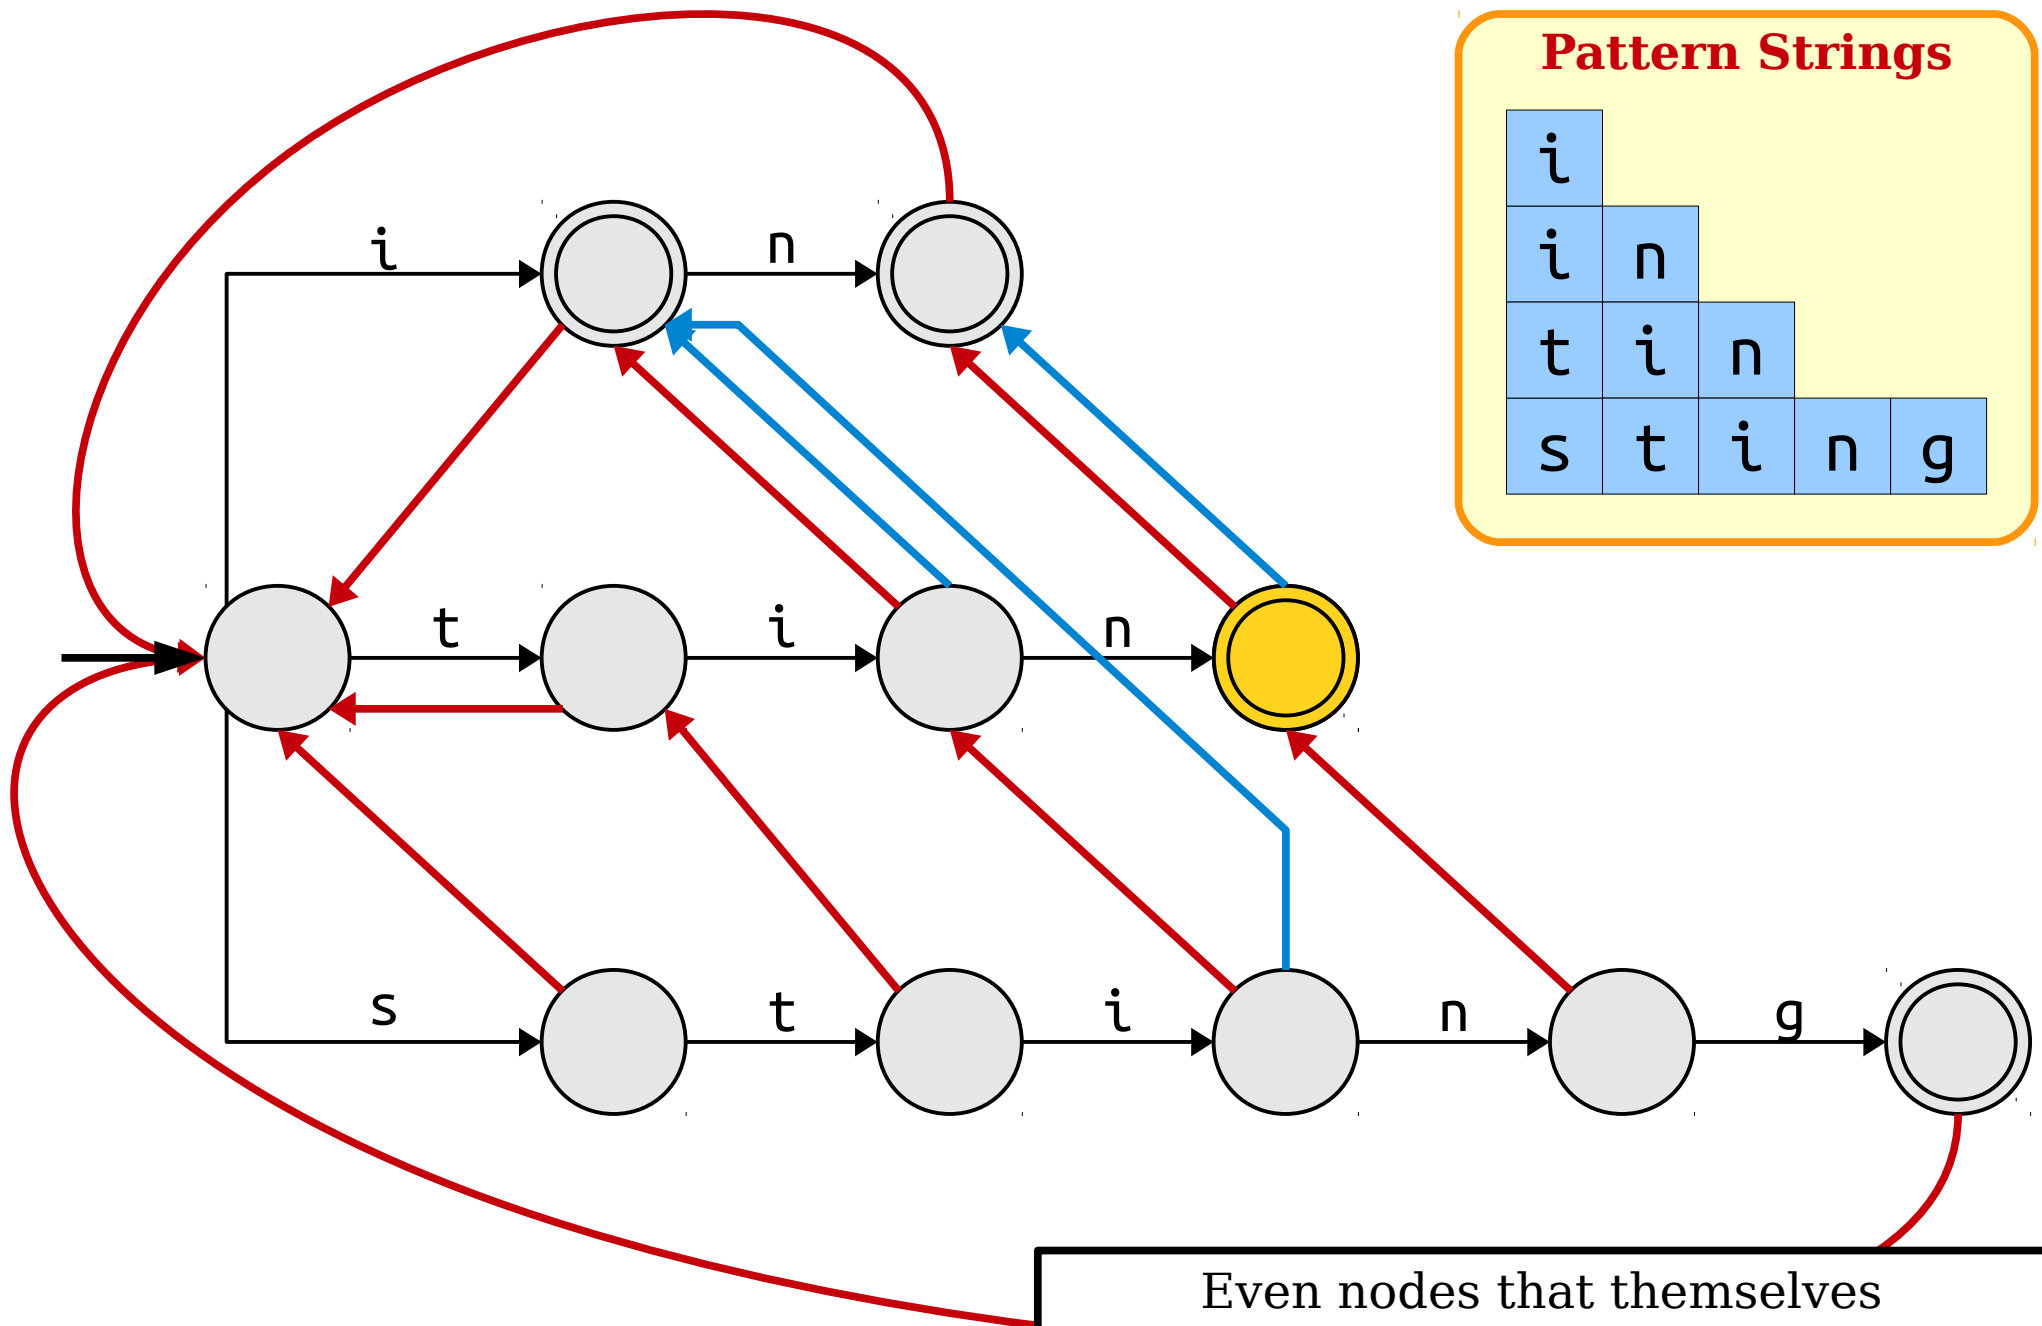 Pattern Strings
i
i n
t i n
s t i n g
i n
t i n
s t i n g
Even nodes that themselves